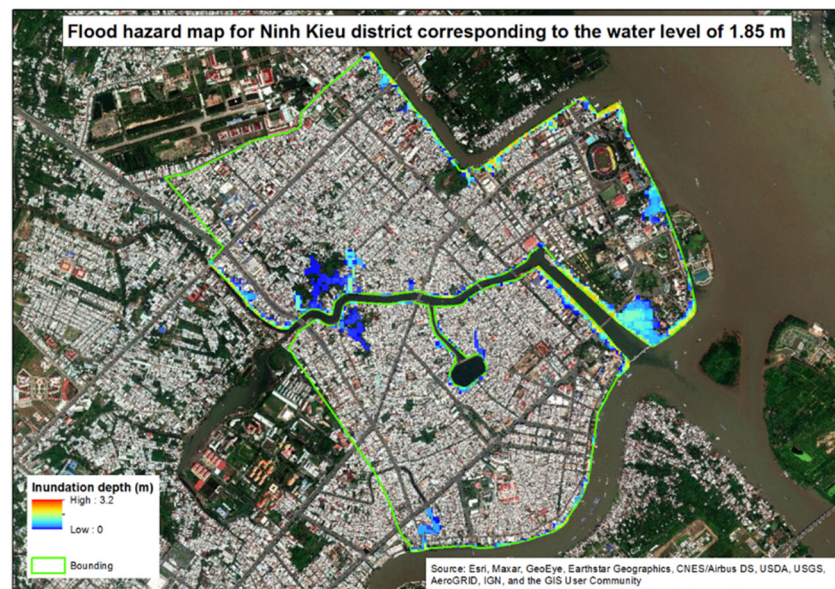 Flood hazard map for Ninh Kieu district corresponding to the water level of 1.85 m
Inundation depth (m)
High : 3.2
Low : 0
Bounding
Source: Esri, Maxar, GeoEye, Earthstar Geographics, CNES/Airbus DS, USDA, USGS,
AeroGRID, IGN, and the GIS User Community